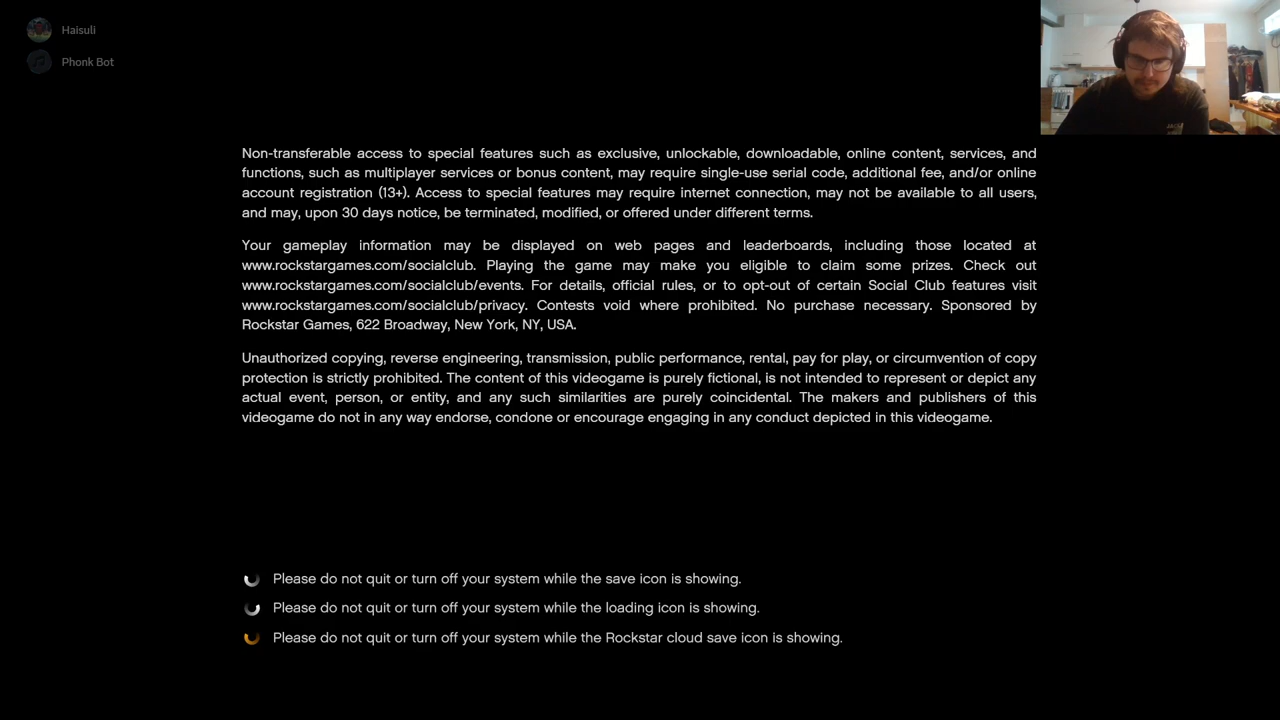 Haisuli
Phonk Bot
Non-transferable access to special features such as exclusive, unlockable, downloadable, online content, services, and
functions, such as multiplayer services or bonus content, may require single-use serial code, additional fee, and/or online
account registration (13+). Access to special features may require internet connection, may not be available to all users,
and may, upon 30 days notice, be terminated, modified, or offered under different terms.
Your gameplay information may be displayed on web pages and leaderboards, including those located at
www.rockstargames.com/socialclub. Playing the game may make you eligible to claim some prizes. Check out
www.rockstargames.com/socialclub/events. For details, official rules, or to opt-out of certain Social Club features visit
www.rockstargames.com/socialclub/privacy. Contests void where prohibited. No purchase necessary. Sponsored by
Rockstar Games, 622 Broadway, New York, NY, USA.
Unauthorized copying, reverse engineering, transmission, public performance, rental, pay for play, or circumvention of copy
protection is strictly prohibited. The content of this videogame is purely fictional, is not intended to represent or depict any
actual event, person, or entity, and any such similarities are purely coincidental. The makers and publishers of this
videogame do not in any way endorse, condone or encourage engaging in any conduct depicted in this videogame.
Please do not quit or turn off your system while the save icon is showing.
Please do not quit or turn off your system while the loading icon is showing.
Please do not quit or turn off your system while the Rockstar cloud save icon is showing.